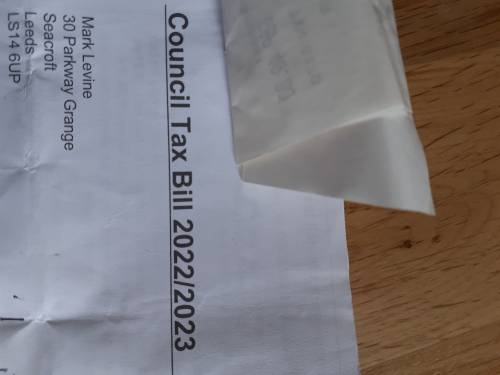 Council Tax Bill 2022/2023
Mark Levine
30 Parkway Grange
Seacroft
Leeds
LS14 6UP